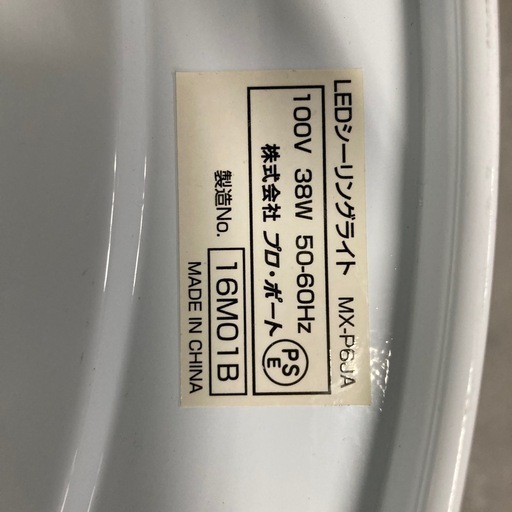 LEDシーリングライト MX-P6JA
100V 38W 50-60Hz
株式会社 プロ・ポート
PS
E
製造No. 16M01B
MADE IN CHINA